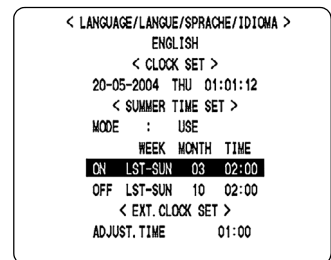 < LANGUAGE/LANGUE/SPRACHE/IDIOMA >
ENGLISH
< CLOCK SET >
20-05-2004 THU 01:01:12
< SUMMER TIME SET >
MODE : USE
WEEK MONTH TIME
ON LST-SUN 03 02:00
OFF LST-SUN 10 02:00
< EXT.CLOCK SET >
ADJUST.TIME 01:00